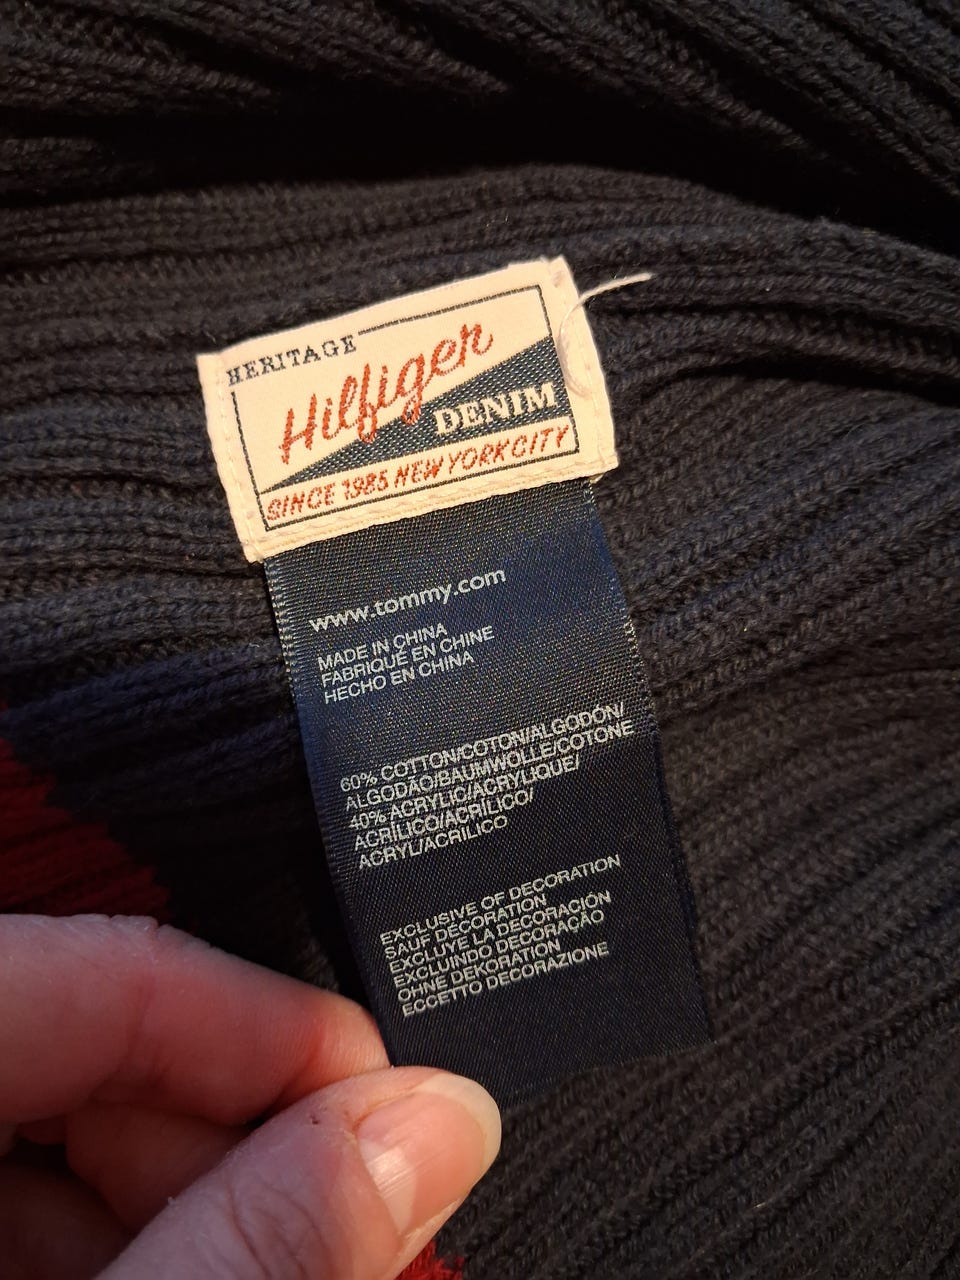 HERITAGE
Hilfiger
DENIM
SINCE 1985 NEW YORK CITY
www.tommy.com
MADE IN CHINA
FABRIQUÉ EN CHINE
HECHO EN CHINA
60% COTTON/COTON/ALGODÓN/
ALGODÃO/BAUMWOLLE/COTONE
40% ACRYLIC/ACRYLIQUE/
ACRÍLICO/ACRÍLICO/
ACRYL/ACRILICO
EXCLUSIVE OF DECORATION
SAUF DÉCORATION
EXCLUYE LA DECORACIÓN
EXCLUINDO DECORAÇÃO
OHNE DEKORATION
ECCETTO DECORAZIONE